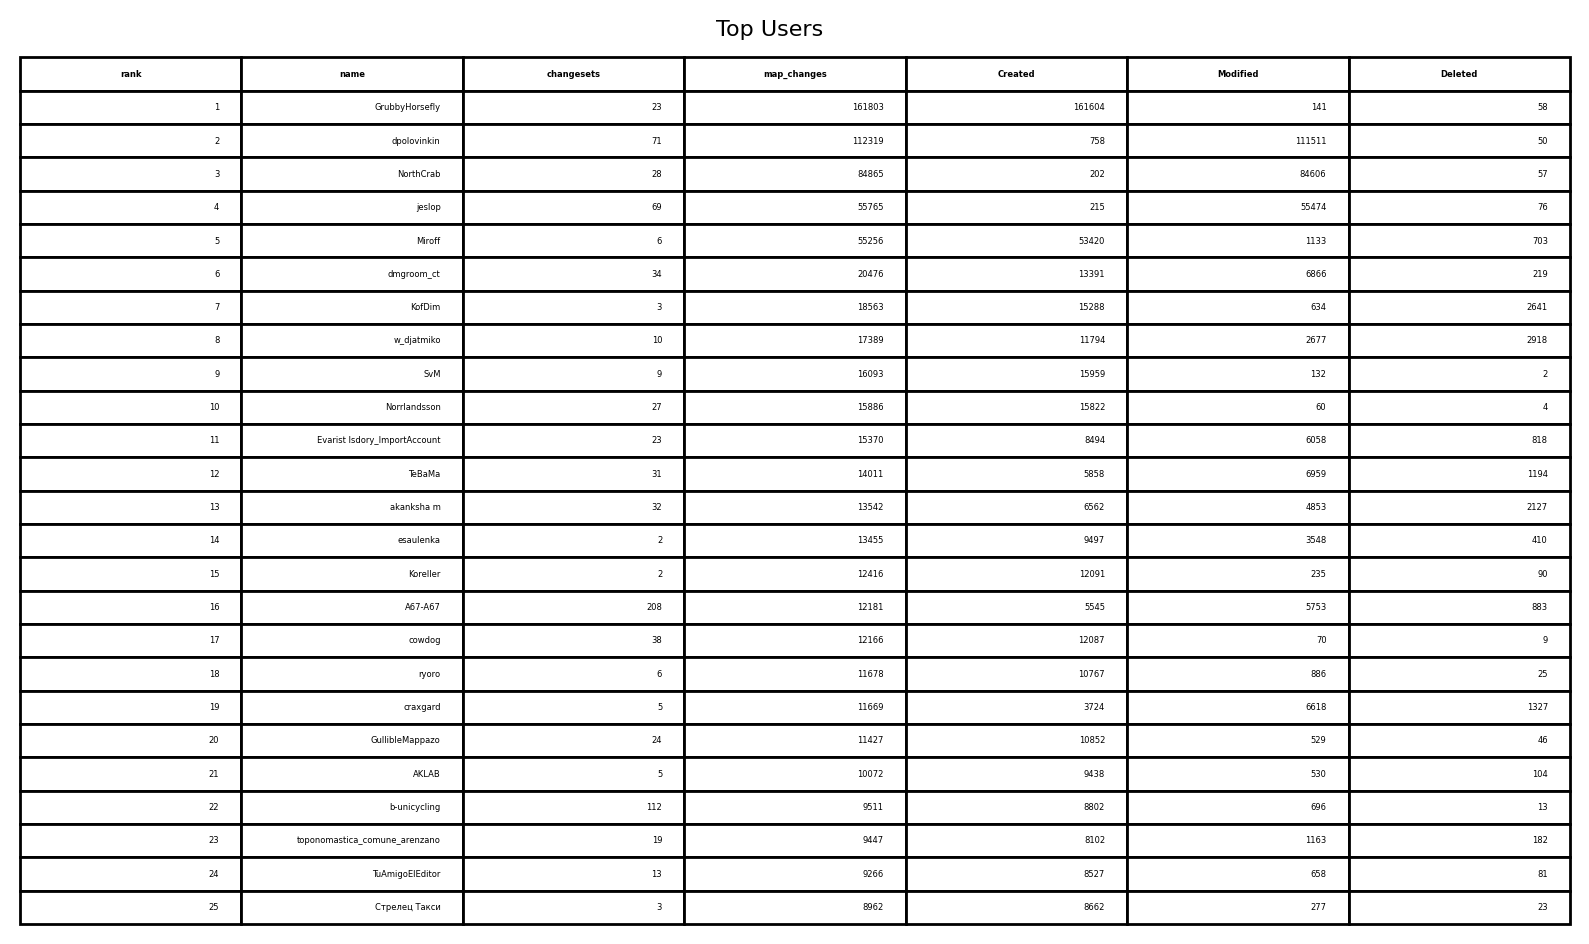 Top Users
rank name changesets map_changes Created Modified Deleted
1 GrubbyHorsefly 23 161803 161604 141 58
2 dpolovinkin 71 112319 758 111511 50
3 NorthCrab 28 84865 202 84606 57
4 jeslop 69 55765 215 55474 76
5 Miroff 6 55256 53420 1133 703
6 dmgroom_ct 34 20476 13391 6866 219
7 KofDim 3 18563 15288 634 2641
8 w_djatmiko 10 17389 11794 2677 2918
9 SvM 9 16093 15959 132 2
10 Norrlandsson 27 15886 15822 60 4
11 Evarist Isdory_ImportAccount 23 15370 8494 6058 818
12 TeBaMa 31 14011 5858 6959 1194
13 akanksha m 32 13542 6562 4853 2127
14 esaulenka 2 13455 9497 3548 410
15 Koreller 2 12416 12091 235 90
16 A67-A67 208 12181 5545 5753 883
17 cowdog 38 12166 12087 70 9
18 ryoro 6 11678 10767 886 25
19 craxgard 5 11669 3724 6618 1327
20 GullibleMappazo 24 11427 10852 529 46
21 AKLAB 5 10072 9438 530 104
22 b-unicycling 112 9511 8802 696 13
23 toponomastica_comune_arenzano 19 9447 8102 1163 182
24 TuAmigoElEditor 13 9266 8527 658 81
25 Стрелец Такси 3 8962 8662 277 23